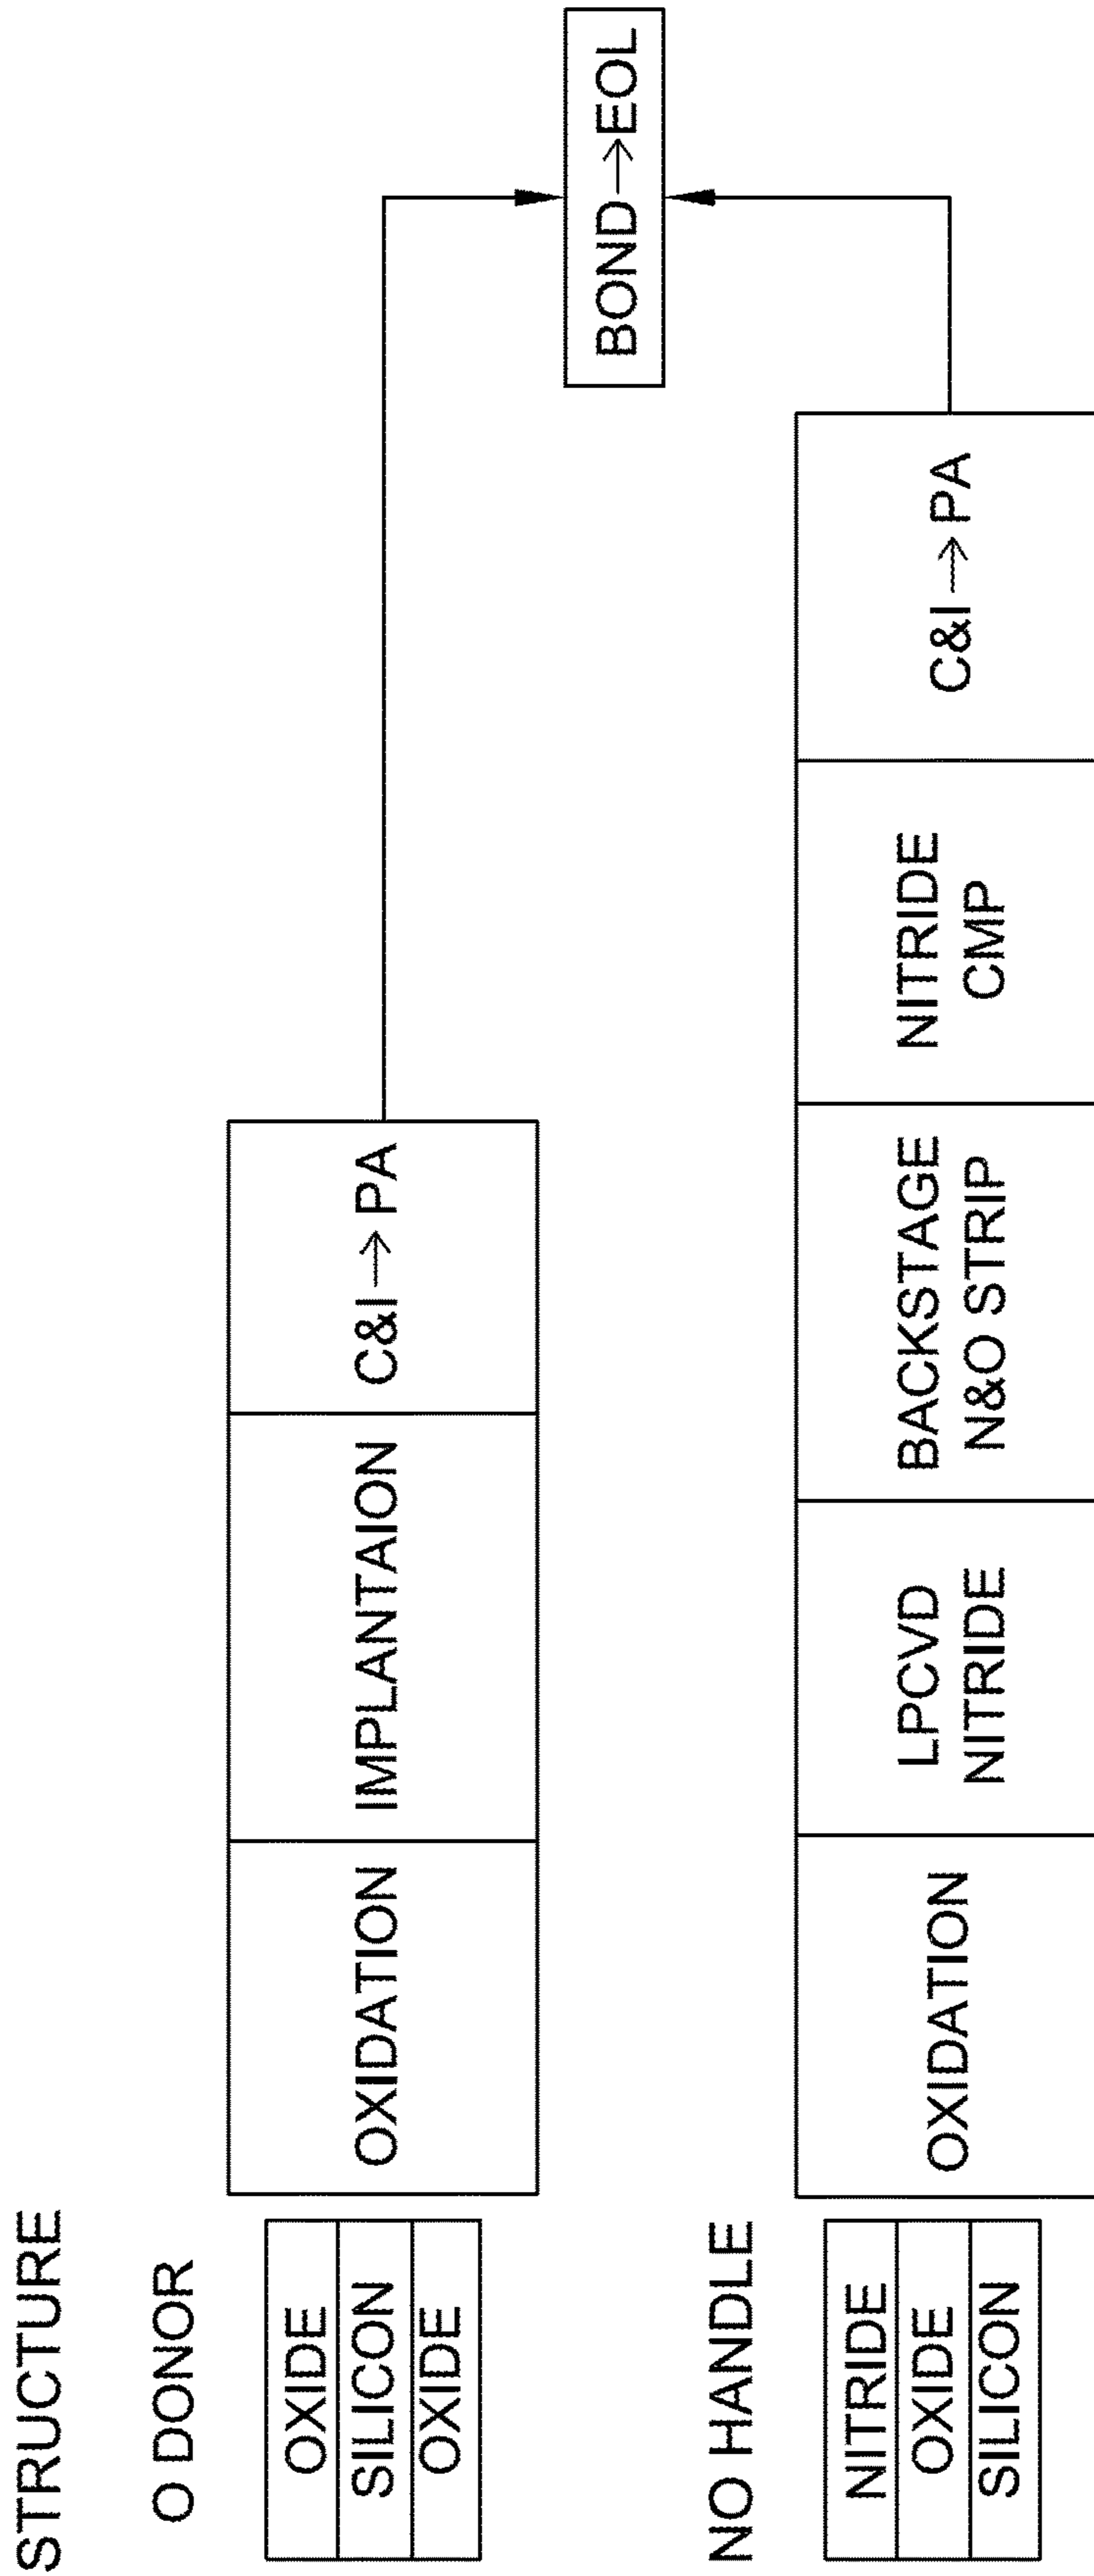 STRUCTURE
O DONOR
OXIDE
SILICON
OXIDE
OXIDATION
IMPLANTAION
C&I→PA
BOND→EOL
NO HANDLE
NITRIDE
OXIDE
SILICON
OXIDATION
LPCVD
NITRIDE
BACKSTAGE
N&O STRIP
NITRIDE
CMP
C&I→PA